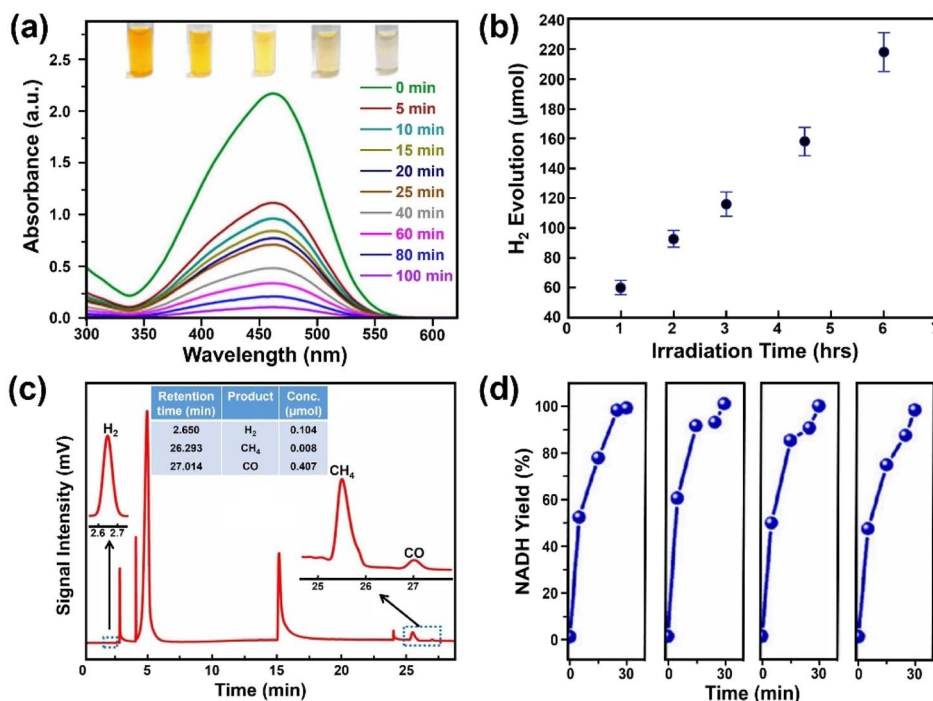 (a)
Absorbance (a.u.)
2.5
2.0
1.5
1.0
0.5
0.0
0 min
5 min
10 min
15 min
20 min
25 min
40 min
60 min
80 min
100 min
300 350 400 450 500 550 600
Wavelength (nm)
(b)
H₂ Evolution (μmol)
240
220
200
180
160
140
120
100
80
60
40
0 1 2 3 4 5 6 7
Irradiation Time (hrs)
(c)
Signal Intensity (mV)
Retention time (min) Product Conc. (μmol)
2.650 H₂ 0.104
26.293 CH₄ 0.008
27.014 CO 0.407
H₂
2.6 2.7
CH₄
CO
25 26 27
0 5 10 15 20 25
Time (min)
(d)
NADH Yield (%)
100
80
60
40
20
0
0 30 0 30 0 30 0 30
Time (min)